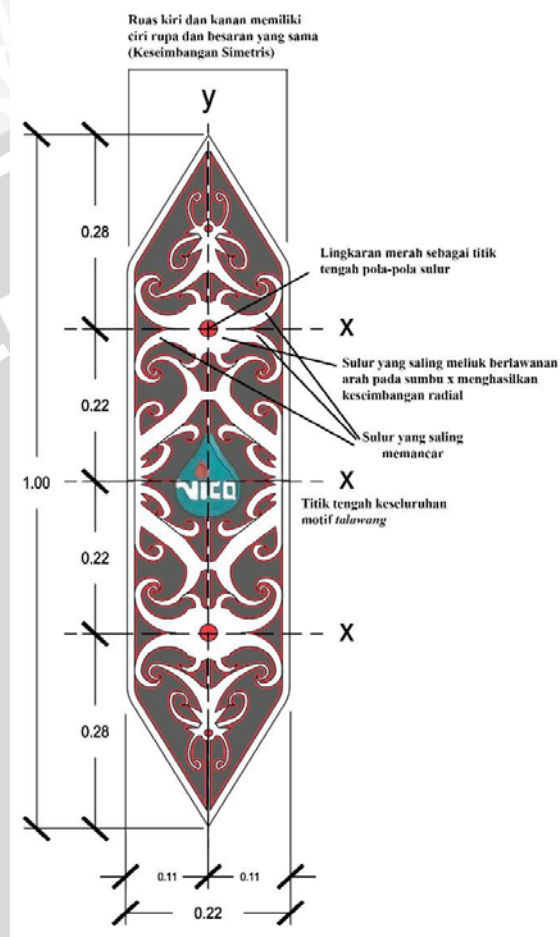 Ruas kiri dan kanan memiliki
ciri rupa dan besaran yang sama
(Keseimbangan Simetris)
y
0.28
Lingkaran merah sebagai titik
tengah pola-pola sulur
X
Sulur yang saling meliuk berlawanan
arah pada sumbu x menghasilkan
keseimbangan radial
0.22
Sulur yang saling
memancar
1.00
VICO
X
Titik tengah keseluruhan
motif talawang
0.22
X
0.28
0.11
0.11
0.22